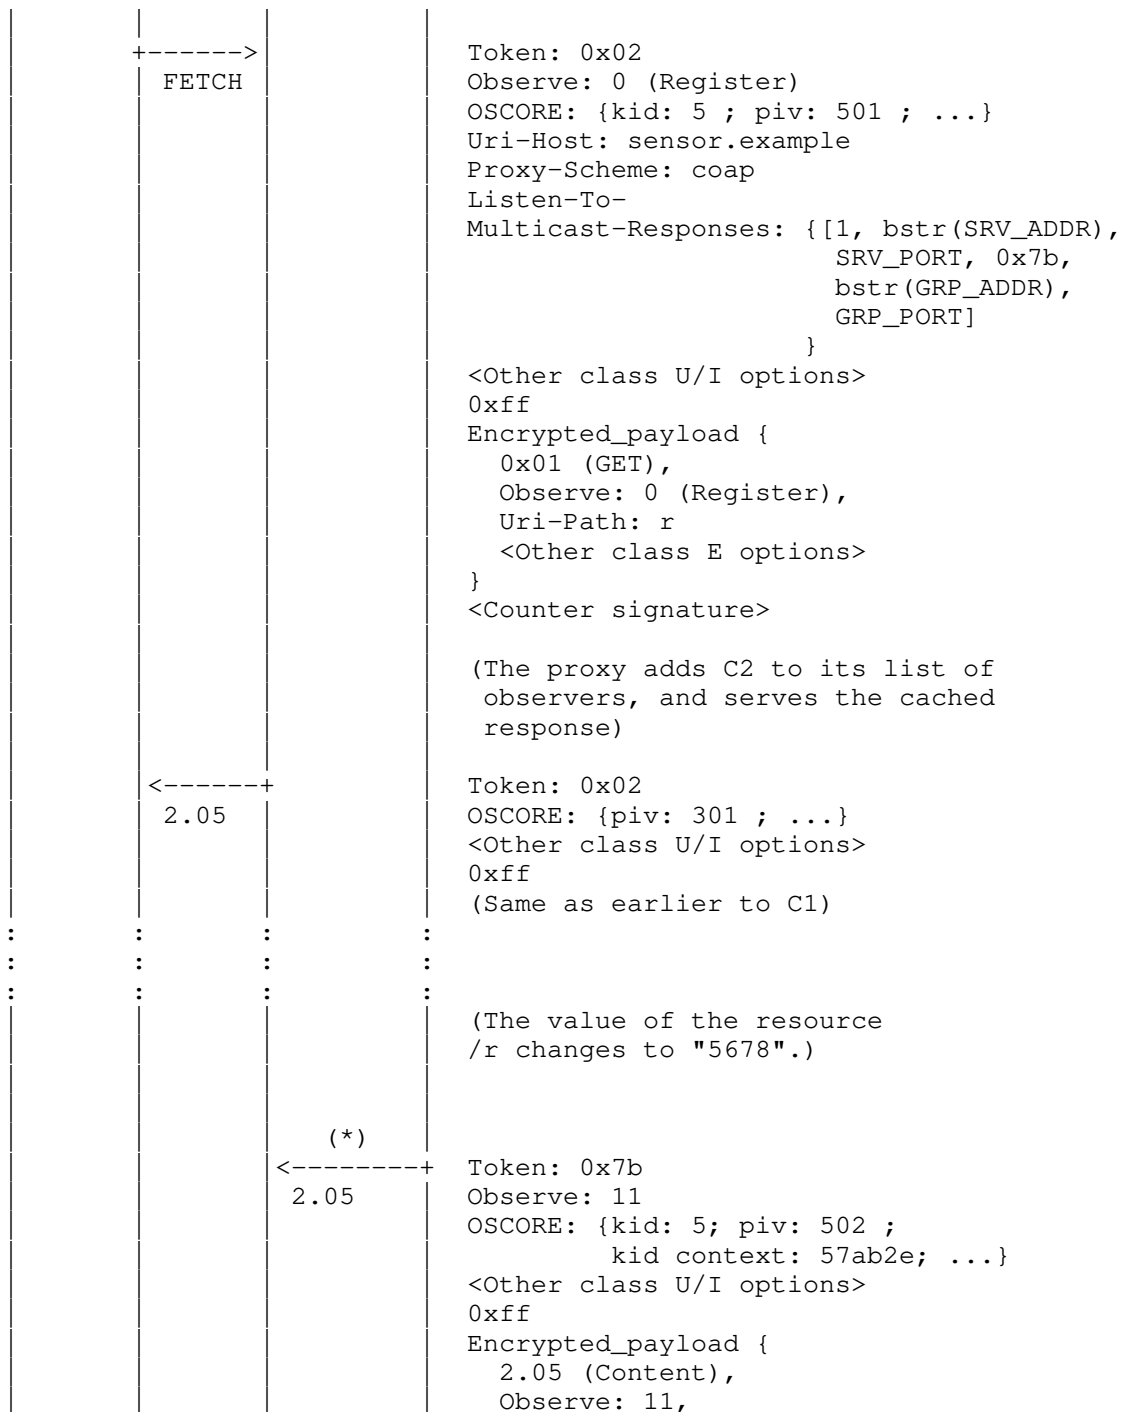 |       |       |         |
|       +------>|         |  Token: 0x02
|       | FETCH |         |  Observe: 0 (Register)
|       |       |         |  OSCORE: {kid: 5 ; piv: 501 ; ...}
|       |       |         |  Uri-Host: sensor.example
|       |       |         |  Proxy-Scheme: coap
|       |       |         |  Listen-To-
|       |       |         |  Multicast-Responses: {[1, bstr(SRV_ADDR),
|       |       |         |                         SRV_PORT, 0x7b,
|       |       |         |                         bstr(GRP_ADDR),
|       |       |         |                         GRP_PORT]
|       |       |         |                       }
|       |       |         |  <Other class U/I options>
|       |       |         |  0xff
|       |       |         |  Encrypted_payload {
|       |       |         |    0x01 (GET),
|       |       |         |    Observe: 0 (Register),
|       |       |         |    Uri-Path: r
|       |       |         |    <Other class E options>
|       |       |         |  }
|       |       |         |  <Counter signature>
|       |       |         |
|       |       |         |  (The proxy adds C2 to its list of
|       |       |         |   observers, and serves the cached
|       |       |         |   response)
|       |       |         |
|       |<------+         |  Token: 0x02
|       | 2.05  |         |  OSCORE: {piv: 301 ; ...}
|       |       |         |  <Other class U/I options>
|       |       |         |  0xff
|       |       |         |  (Same as earlier to C1)
:       :       :         :
:       :       :         :
:       :       :         :
|       |       |         |  (The value of the resource
|       |       |         |  /r changes to "5678".)
|       |       |         |
|       |       |         |
|       |       |   (*)   |
|       |       |<--------+  Token: 0x7b
|       |       | 2.05    |  Observe: 11
|       |       |         |  OSCORE: {kid: 5; piv: 502 ;
|       |       |         |           kid context: 57ab2e; ...}
|       |       |         |  <Other class U/I options>
|       |       |         |  0xff
|       |       |         |  Encrypted_payload {
|       |       |         |    2.05 (Content),
|       |       |         |    Observe: 11,